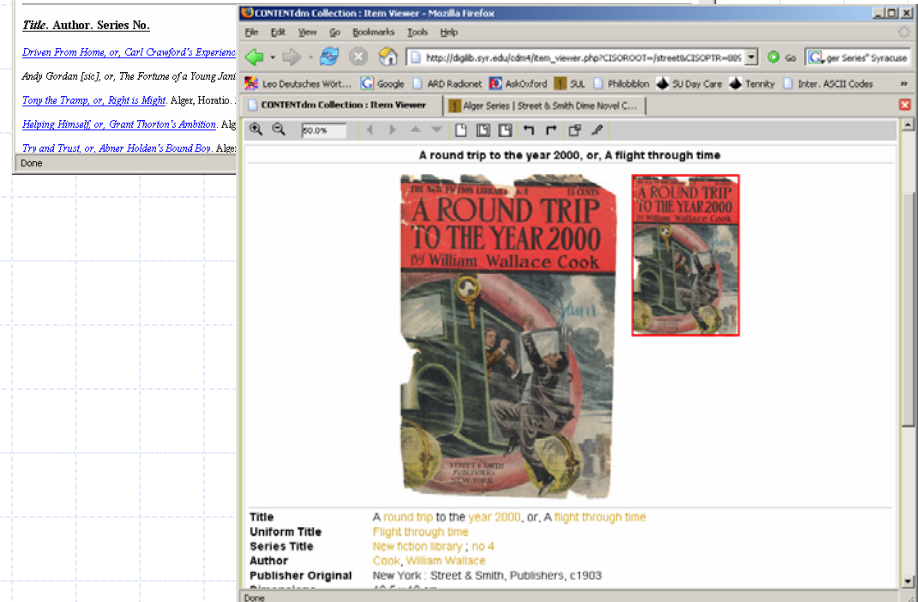 Title. Author. Series No.
Driven From Home, or, Carl Crawford's Experienc
Andy Gordon [sic], or, The Fortune of a Young Jani
Tony the Tramp, or, Right is Might. Alger, Horatio.
Helping Himself, or, Grant Thorton's Ambition. Alg
Try and Trust, or, Abner Holden's Bound Boy. Alger
Done
CONTENTdm Collection : Item Viewer - Mozilla Firefox
File Edit View Go Bookmarks Tools Help
http://diglib.syr.edu/cdm4/item_viewer.php?CISOROOT=/street&CISOPTR=885 Go ger Series" Syracuse
Leo Deutsches Wört... Google ARD Radionet AskOxford SUL Philobiblon SU Day Care Tennity Inter. ASCII Codes »
CONTENTdm Collection : Item Viewer Alger Series | Street & Smith Dime Novel C...
50.0%
A round trip to the year 2000, or, A flight through time
THE NEW FICTION LIBRARY 4 15 CENTS
A ROUND TRIP
TO THE YEAR 2000
By William Wallace Cook
STREET & SMITH
PUBLISHERS
NEW YORK
A ROUND TRIP
TO THE YEAR 2000
By William Wallace Cook
Title A round trip to the year 2000, or, A flight through time
Uniform Title Flight through time
Series Title New fiction library ; no 4
Author Cook, William Wallace
Publisher Original New York : Street & Smith, Publishers, c1903
Done